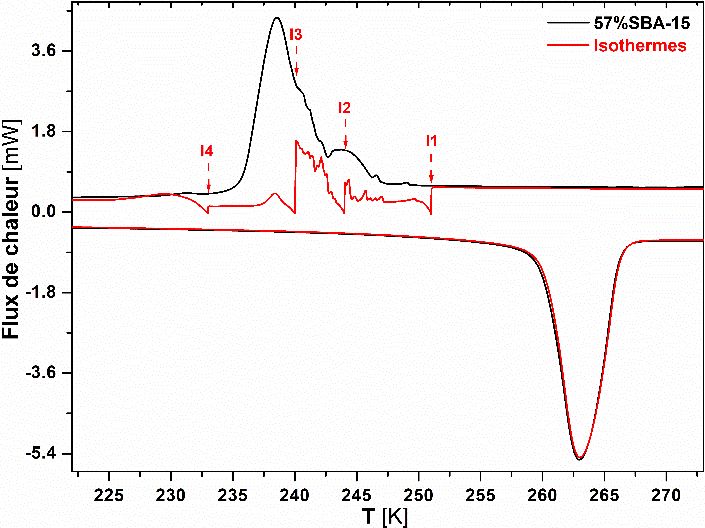 57%SBA-15
Isothermes
I3
I2
I1
I4
Flux de chaleur [mW]
3.6
1.8
0.0
-1.8
-3.6
-5.4
225 230 235 240 245 250 255 260 265 270
T [K]